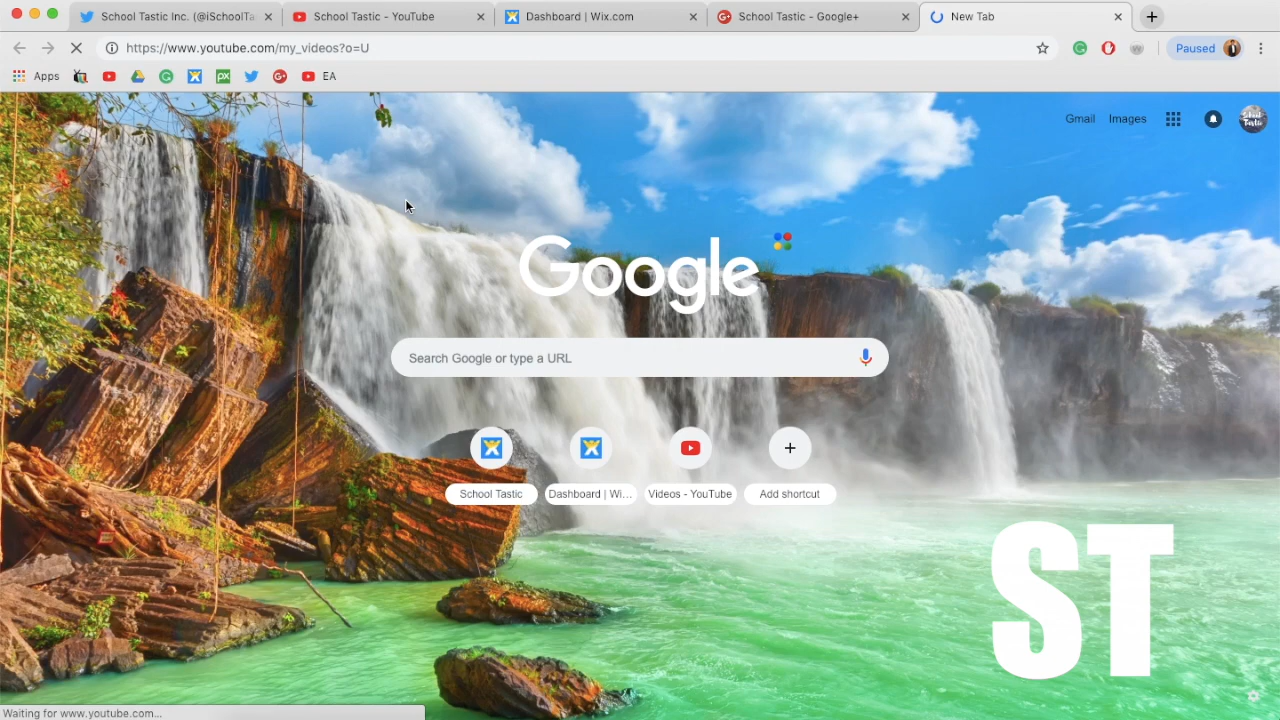 School Tastic Inc. (@iSchoolTa
School Tastic - YouTube
Dashboard | Wix.com
School Tastic - Google+
New Tab
https://www.youtube.com/my_videos?o=U
Paused
Apps
EA
Gmail
Images
Google
Search Google or type a URL
School Tastic
Dashboard | Wi...
Videos - YouTube
Add shortcut
ST
Waiting for www.youtube.com...